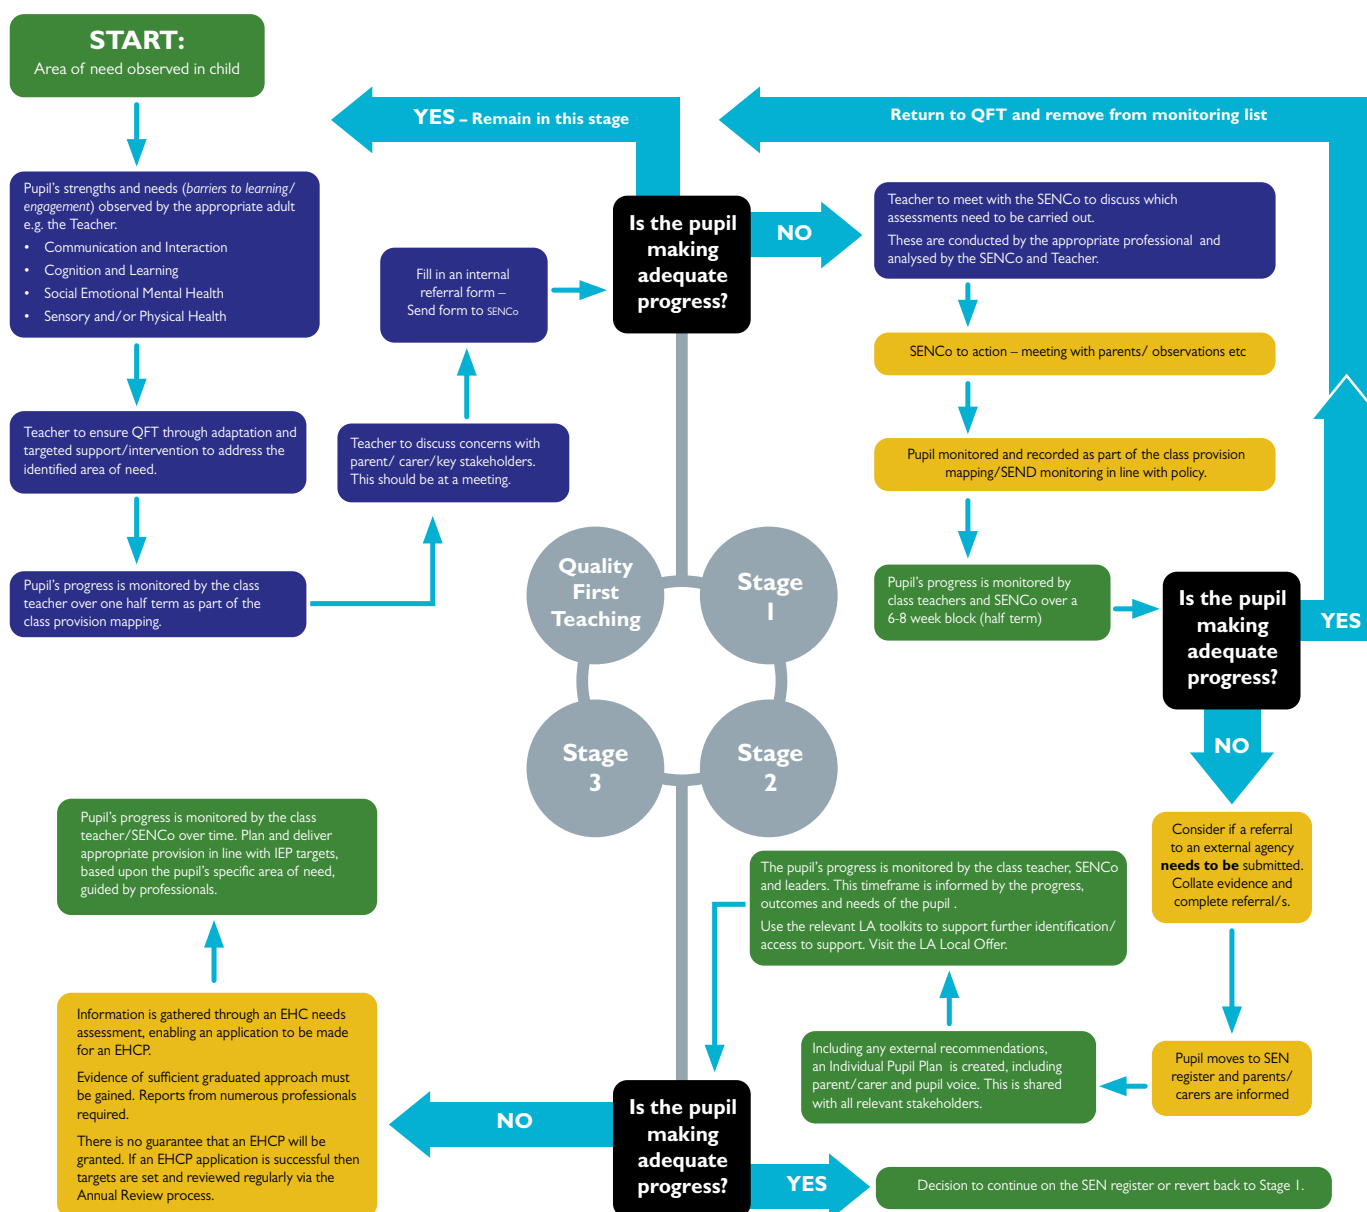 START:
Area of need observed in child
Pupil's strengths and needs (barriers to learning/
engagement) observed by the appropriate adult
e.g. the Teacher.
• Communication and Interaction
• Cognition and Learning
• Social Emotional Mental Health
• Sensory and/or Physical Health
Teacher to ensure QFT through adaptation and
targeted support/intervention to address the
identified area of need.
Pupil's progress is monitored by the class
teacher over one half term as part of the
class provision mapping.
Teacher to discuss concerns with
parent/ carer/key stakeholders.
This should be at a meeting.
Fill in an internal
referral form –
Send form to SENCo
Is the pupil
making
adequate
progress?
YES – Remain in this stage
NO
Teacher to meet with the SENCo to discuss which
assessments need to be carried out.
These are conducted by the appropriate professional and
analysed by the SENCo and Teacher.
SENCo to action – meeting with parents/ observations etc
Pupil monitored and recorded as part of the class provision
mapping/SEND monitoring in line with policy.
Pupil's progress is monitored by
class teachers and SENCo over a
6-8 week block (half term)
Is the pupil
making
adequate
progress?
YES
Return to QFT and remove from monitoring list
NO
Consider if a referral
to an external agency
needs to be submitted.
Collate evidence and
complete referral/s.
Pupil moves to SEN
register and parents/
carers are informed
Including any external recommendations,
an Individual Pupil Plan is created, including
parent/carer and pupil voice. This is shared
with all relevant stakeholders.
The pupil's progress is monitored by the class teacher, SENCo
and leaders. This timeframe is informed by the progress,
outcomes and needs of the pupil .
Use the relevant LA toolkits to support further identification/
access to support. Visit the LA Local Offer.
Is the pupil
making
adequate
progress?
YES
Decision to continue on the SEN register or revert back to Stage 1.
NO
Information is gathered through an EHC needs
assessment, enabling an application to be made
for an EHCP.
Evidence of sufficient graduated approach must
be gained. Reports from numerous professionals
required.
There is no guarantee that an EHCP will be
granted. If an EHCP application is successful then
targets are set and reviewed regularly via the
Annual Review process.
Pupil's progress is monitored by the class
teacher/SENCo over time. Plan and deliver
appropriate provision in line with IEP targets,
based upon the pupil's specific area of need,
guided by professionals.
Quality
First
Teaching
Stage
1
Stage
2
Stage
3